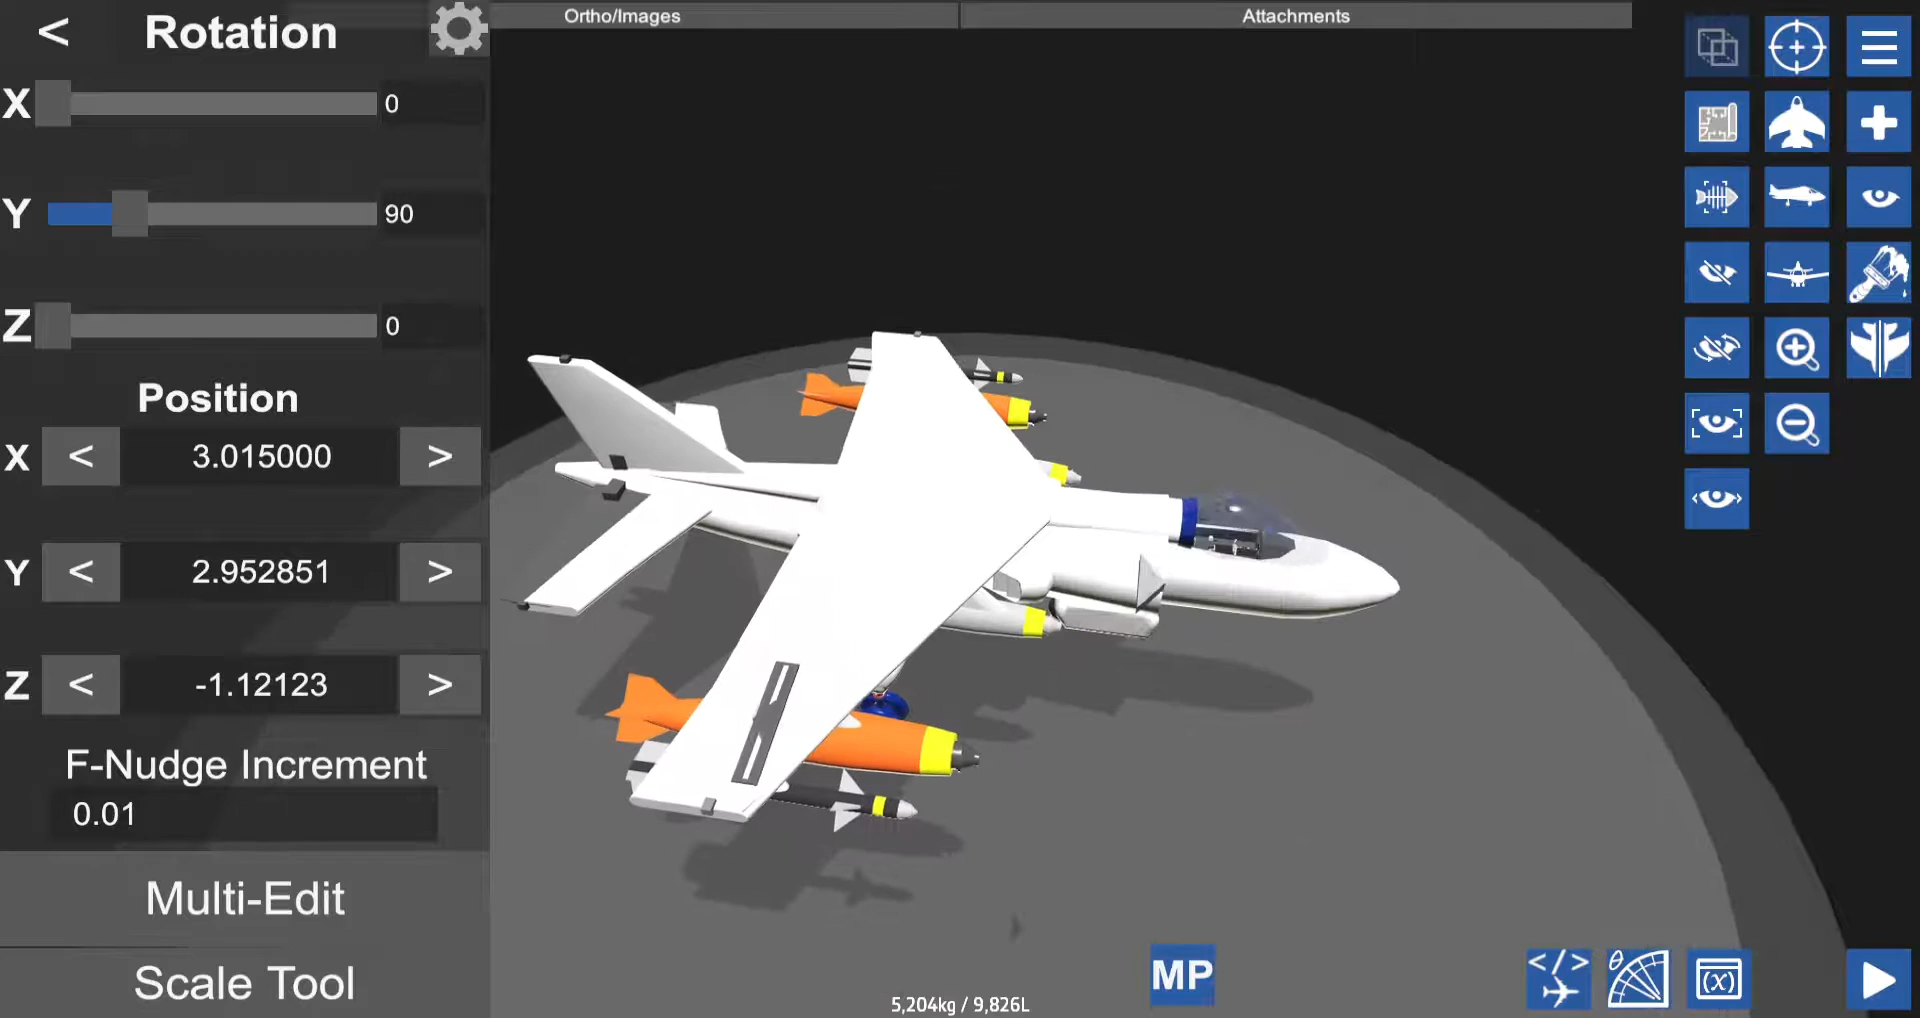 < Rotation
Ortho/Images
Attachments
X 0
Y 90
Z 0
Position
X < 3.015000 >
Y < 2.952851 >
Z < -1.12123 >
F-Nudge Increment
0.01
Multi-Edit
Scale Tool
5,204kg / 9,826L
MP
</>
θ
(x)